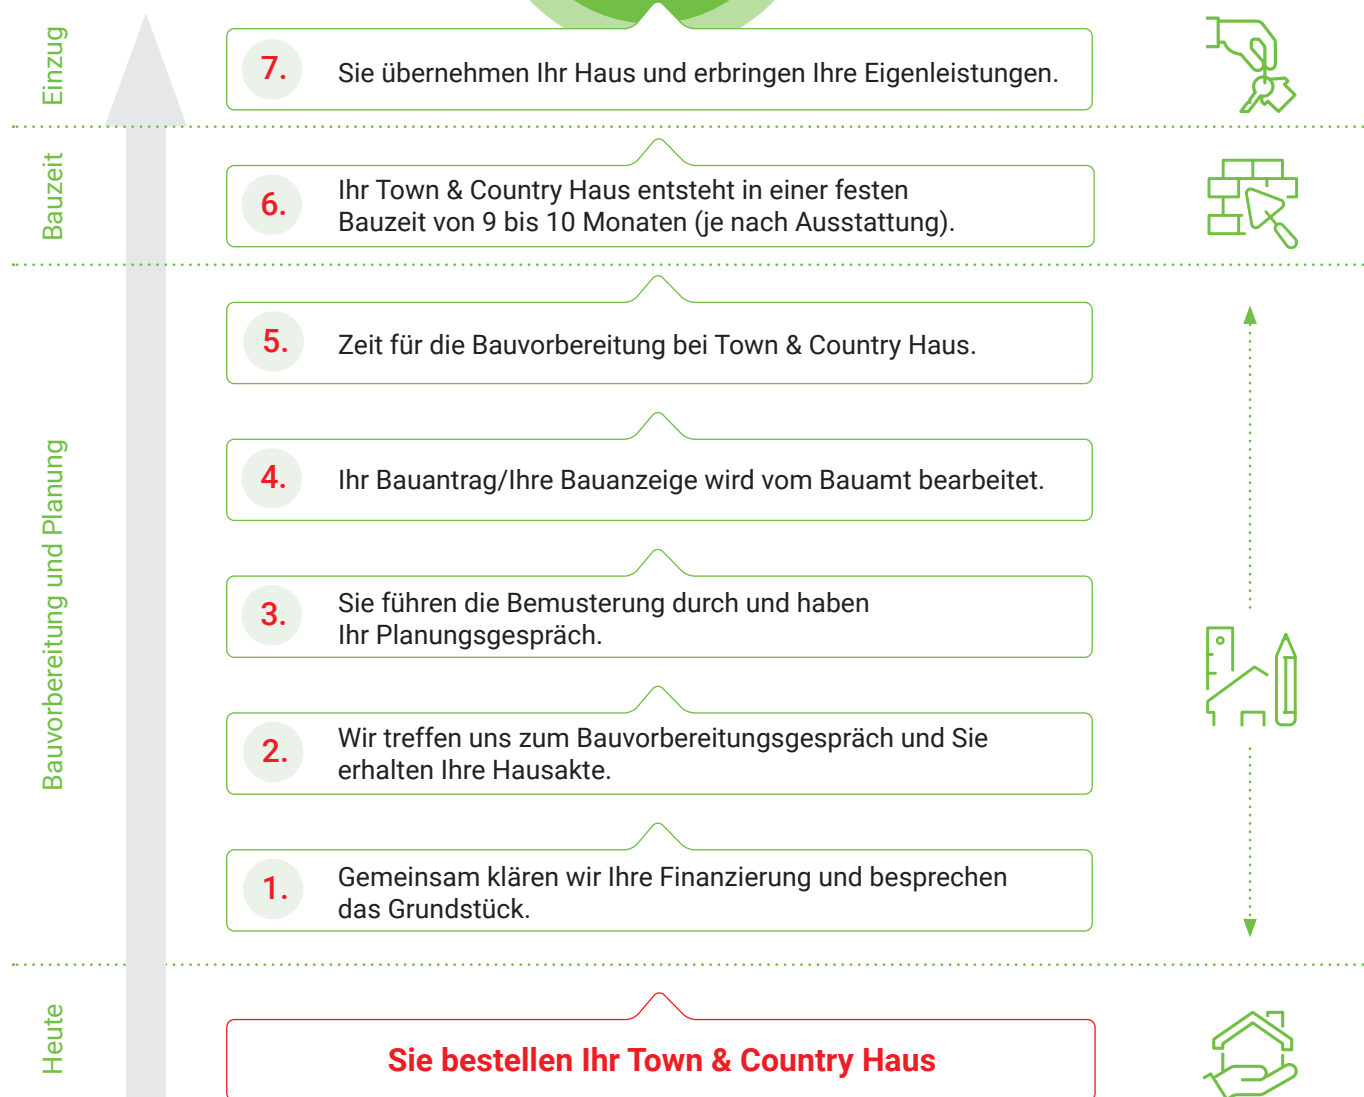 Einzug
7.
Sie übernehmen Ihr Haus und erbringen Ihre Eigenleistungen.
Bauzeit
6.
Ihr Town & Country Haus entsteht in einer festen
Bauzeit von 9 bis 10 Monaten (je nach Ausstattung).
Bauvorbereitung und Planung
5.
Zeit für die Bauvorbereitung bei Town & Country Haus.
4.
Ihr Bauantrag/Ihre Bauanzeige wird vom Bauamt bearbeitet.
3.
Sie führen die Bemusterung durch und haben
Ihr Planungsgespräch.
2.
Wir treffen uns zum Bauvorbereitungsgespräch und Sie
erhalten Ihre Hausakte.
1.
Gemeinsam klären wir Ihre Finanzierung und besprechen
das Grundstück.
Heute
Sie bestellen Ihr Town & Country Haus